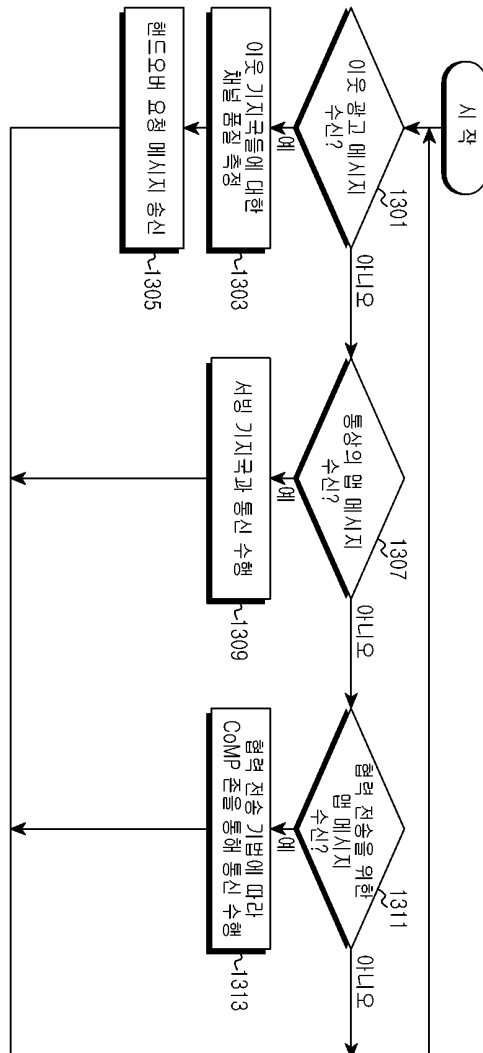 시 작
이웃 광고 메시지
수신?
1301
예
아니오
이웃 기지국들에 대한
채널 품질 측정
1303
핸드오버 요청 메시지 송신
1305
통상의 맵 메시지
수신?
1307
예
아니오
서빙 기지국과 통신 수행
1309
협력 전송을 위한
맵 메시지
수신?
1311
예
아니오
협력 전송 기법에 따라
CoMP 존을 통해 통신 수행
1313